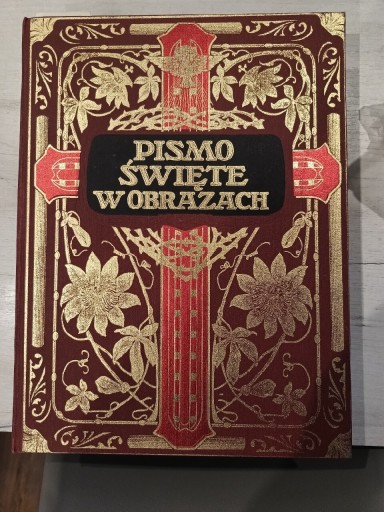 PISMO
ŚWIĘTE
W OBRAZACH